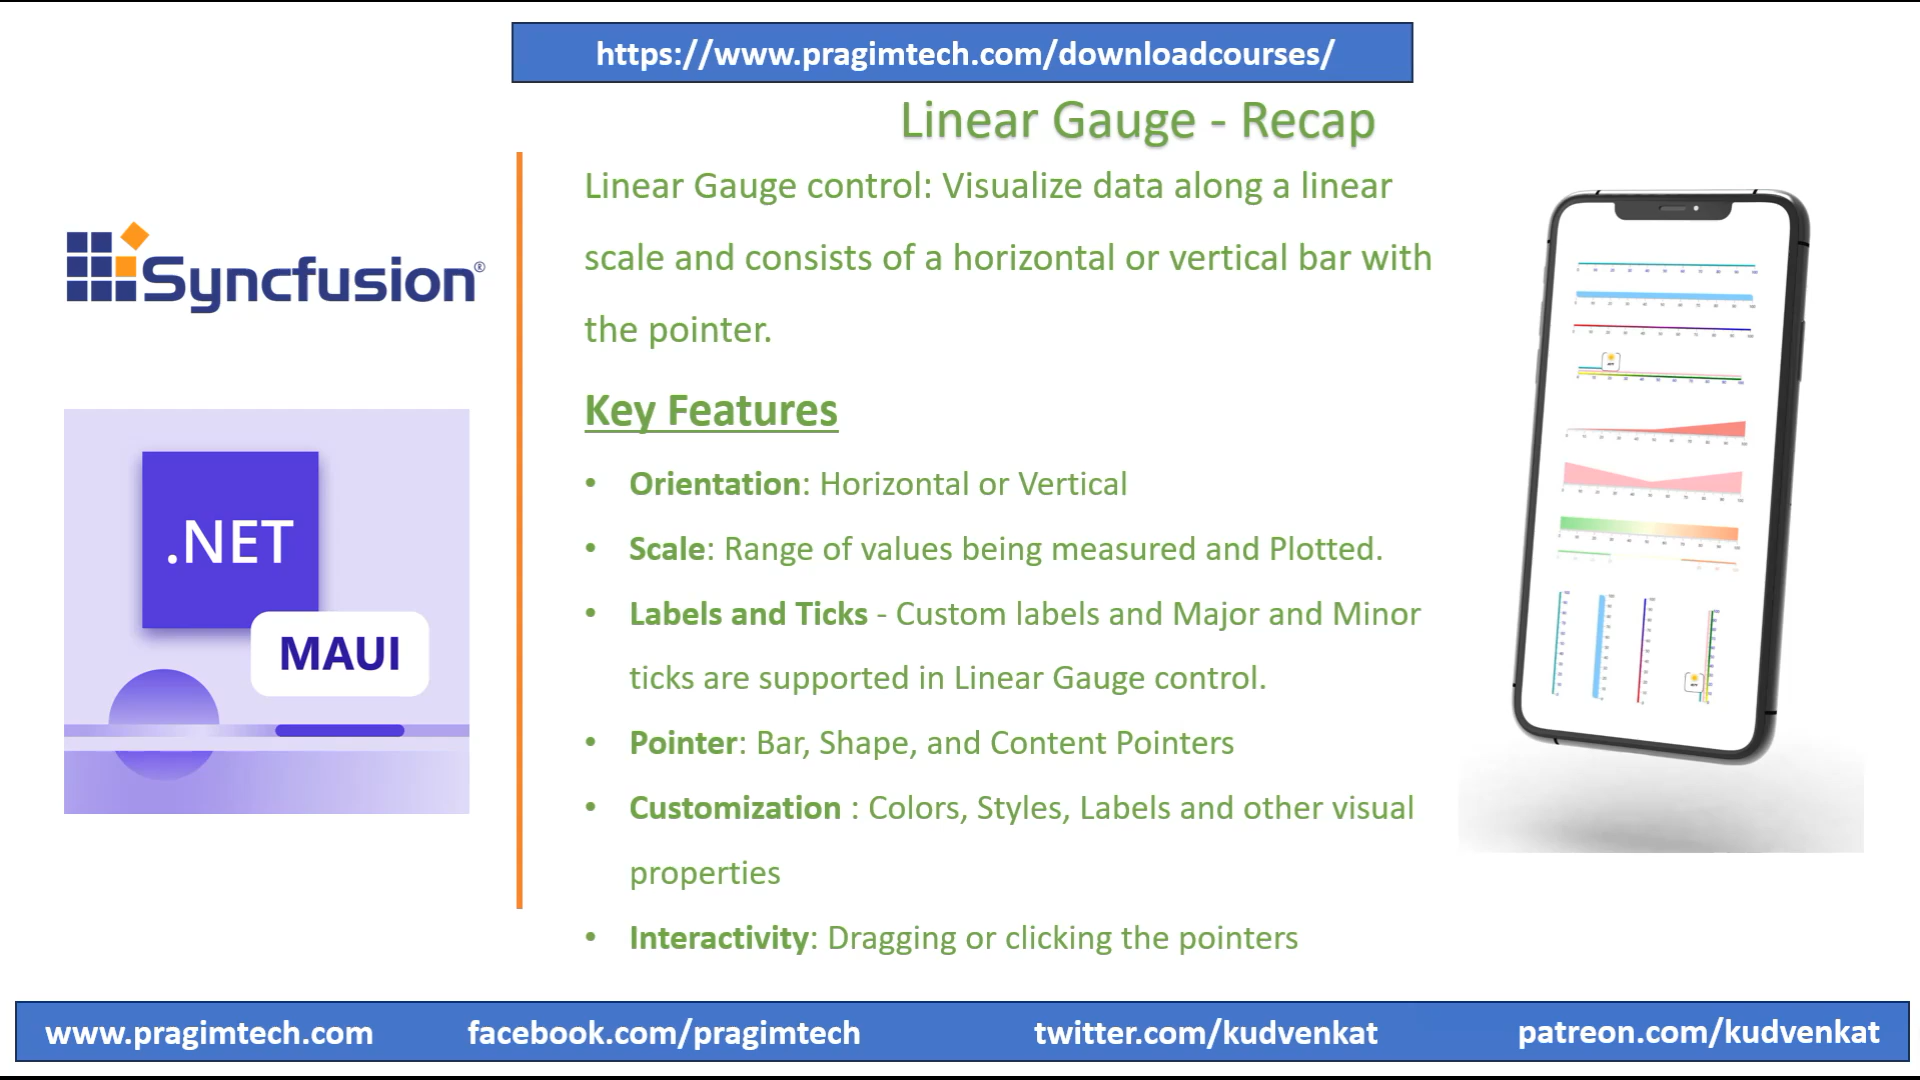 https://www.pragimtech.com/downloadcourses/
Linear Gauge - Recap
Linear Gauge control: Visualize data along a linear
scale and consists of a horizontal or vertical bar with
the pointer.
Syncfusion®
Key Features
.NET
MAUI
• Orientation: Horizontal or Vertical
• Scale: Range of values being measured and Plotted.
• Labels and Ticks - Custom labels and Major and Minor
ticks are supported in Linear Gauge control.
• Pointer: Bar, Shape, and Content Pointers
• Customization : Colors, Styles, Labels and other visual
properties
• Interactivity: Dragging or clicking the pointers
www.pragimtech.com
facebook.com/pragimtech
twitter.com/kudvenkat
patreon.com/kudvenkat